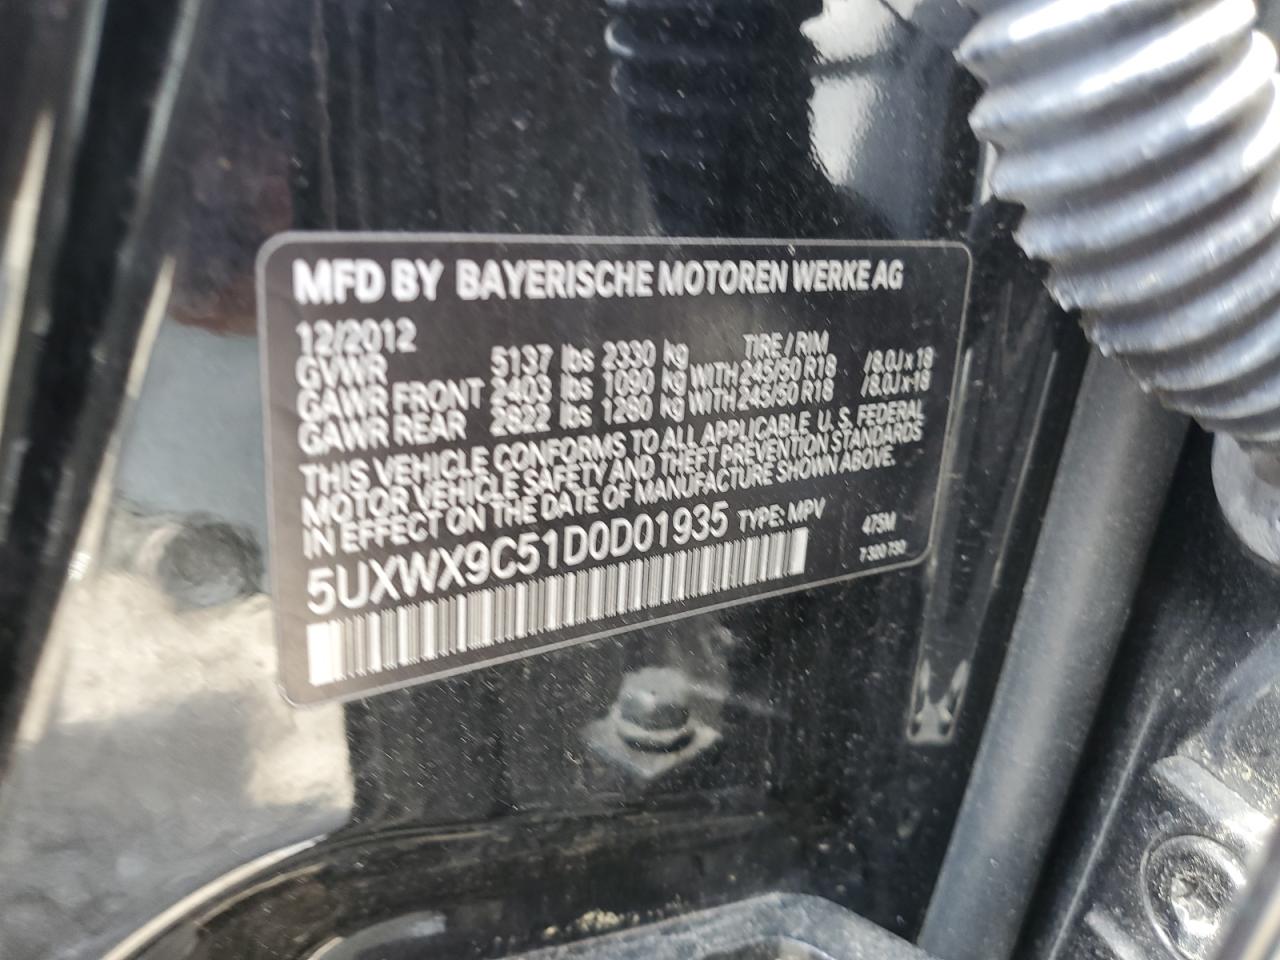 MFD BY BAYERISCHE MOTOREN WERKE AG
12/2012 TIRE / RIM
GVWR 5137 lbs 2330 kg
GAWR FRONT 2403 lbs 1090 kg WITH 245/50 R18 /8.0J x 18
GAWR REAR 2822 lbs 1280 kg WITH 245/50 R18 /8.0J x 18
THIS VEHICLE CONFORMS TO ALL APPLICABLE U. S. FEDERAL
MOTOR VEHICLE SAFETY AND THEFT PREVENTION STANDARDS
IN EFFECT ON THE DATE OF MANUFACTURE SHOWN ABOVE.
5UXWX9C51D0D01935 TYPE: MPV 475M
7 320 730